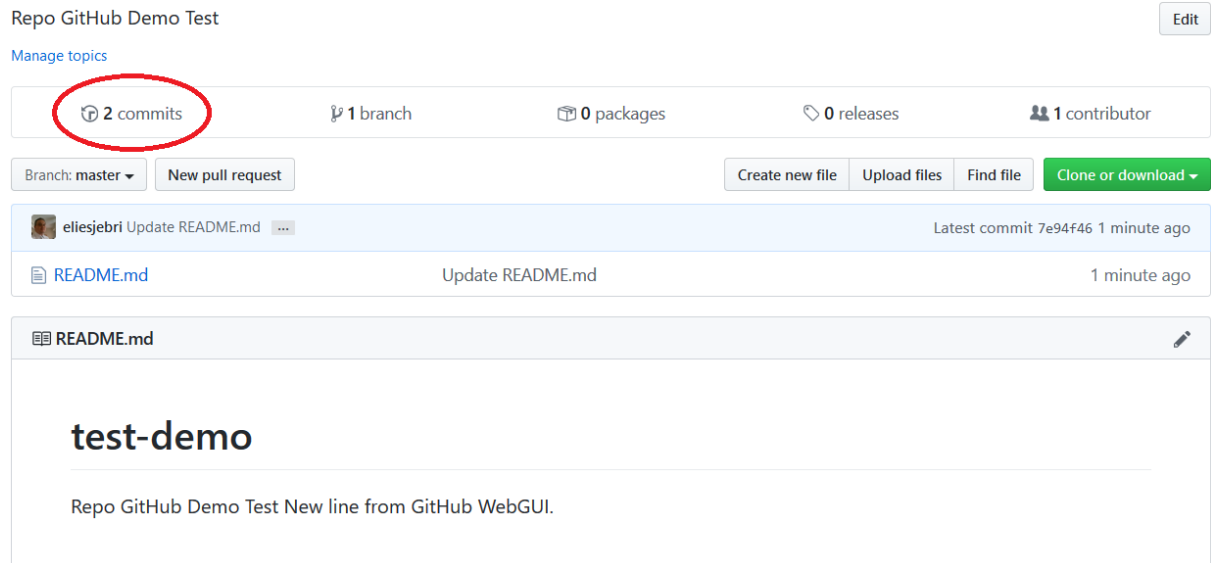 Repo GitHub Demo Test
Edit
Manage topics
2 commits
1 branch
0 packages
0 releases
1 contributor
Branch: master
New pull request
Create new file
Upload files
Find file
Clone or download
eliesjebri Update README.md ...
Latest commit 7e94f46 1 minute ago
README.md
Update README.md
1 minute ago
README.md
test-demo
Repo GitHub Demo Test New line from GitHub WebGUI.